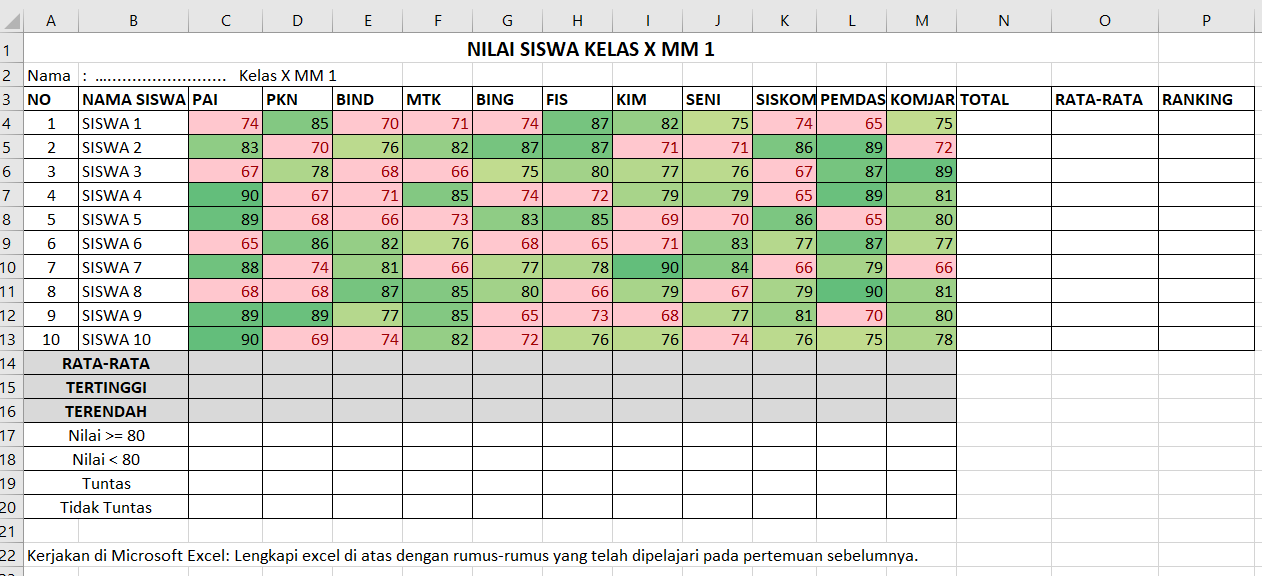 A B C D E F G H I J K L M N O P
1 NILAI SISWA KELAS X MM 1
2 Nama : ........................... Kelas X MM 1
3 NO NAMA SISWA PAI PKN BIND MTK BING FIS KIM SENI SISKOM PEMDAS KOMJAR TOTAL RATA-RATA RANKING
4 1 SISWA 1 74 85 70 71 74 87 82 75 74 65 75
5 2 SISWA 2 83 70 76 82 87 87 71 71 86 89 72
6 3 SISWA 3 67 78 68 66 75 80 77 76 67 87 89
7 4 SISWA 4 90 67 71 85 74 72 79 79 65 89 81
8 5 SISWA 5 89 68 66 73 83 85 69 70 86 65 80
9 6 SISWA 6 65 86 82 76 68 65 71 83 77 87 77
10 7 SISWA 7 88 74 81 66 77 78 90 84 66 79 66
11 8 SISWA 8 68 68 87 85 80 66 79 67 79 90 81
12 9 SISWA 9 89 89 77 85 65 73 68 77 81 70 80
13 10 SISWA 10 90 69 74 82 72 76 76 74 76 75 78
14 RATA-RATA
15 TERTINGGI
16 TERENDAH
17 Nilai >= 80
18 Nilai < 80
19 Tuntas
20 Tidak Tuntas
21
22 Kerjakan di Microsoft Excel: Lengkapi excel di atas dengan rumus-rumus yang telah dipelajari pada pertemuan sebelumnya.